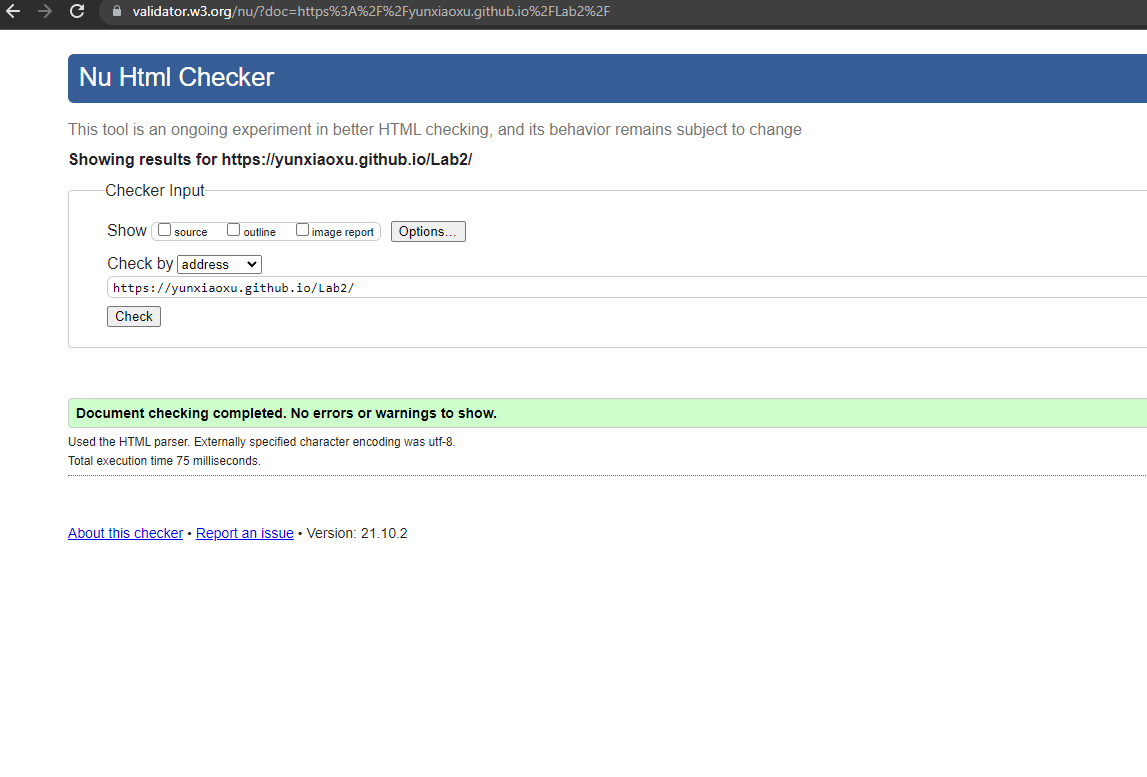 validator.w3.org/nu/?doc=https%3A%2F%2Fyunxiaoxu.github.io%2FLab2%2F
Nu Html Checker
This tool is an ongoing experiment in better HTML checking, and its behavior remains subject to change
Showing results for https://yunxiaoxu.github.io/Lab2/
Checker Input
Show source outline image report Options...
Check by address
https://yunxiaoxu.github.io/Lab2/
Check
Document checking completed. No errors or warnings to show.
Used the HTML parser. Externally specified character encoding was utf-8.
Total execution time 75 milliseconds.
About this checker • Report an issue • Version: 21.10.2